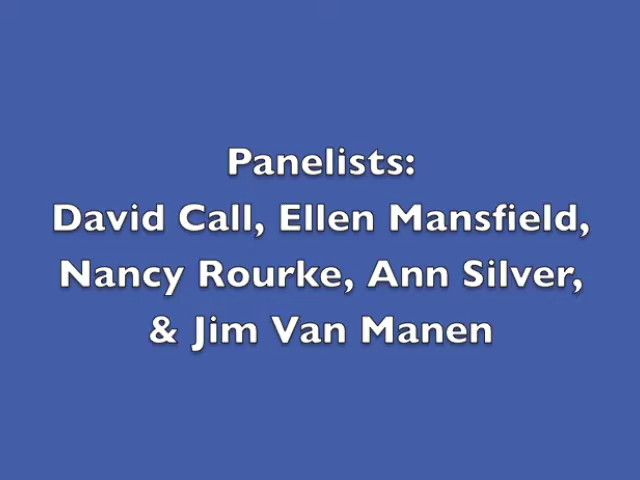 Panelists:
David Call, Ellen Mansfield,
Nancy Rourke, Ann Silver,
& Jim Van Manen